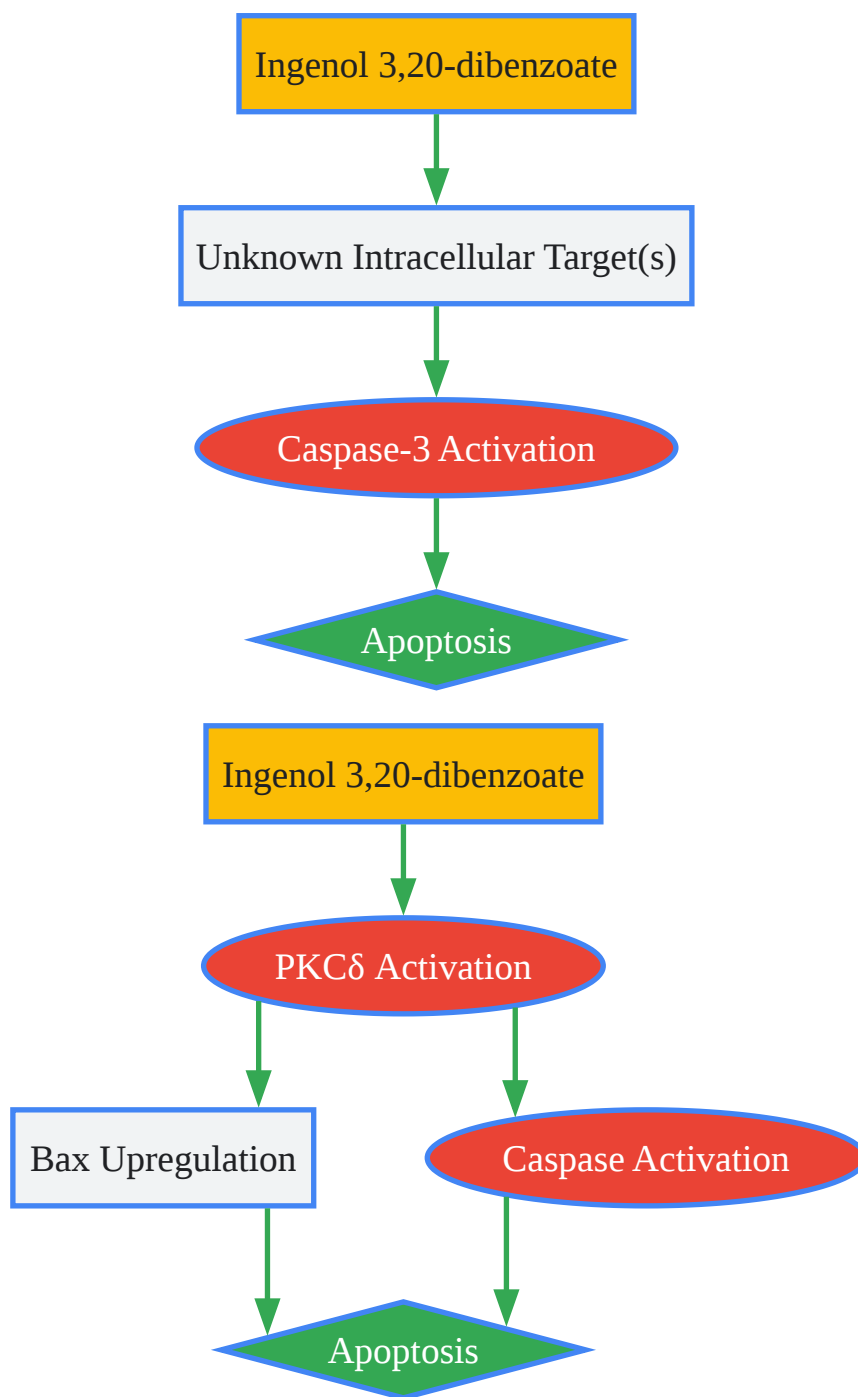 Ingenol 3,20-dibenzoate
Unknown Intracellular Target(s)
Caspase-3 Activation
Apoptosis
Ingenol 3,20-dibenzoate
PKCδ Activation
Bax Upregulation
Caspase Activation
Apoptosis